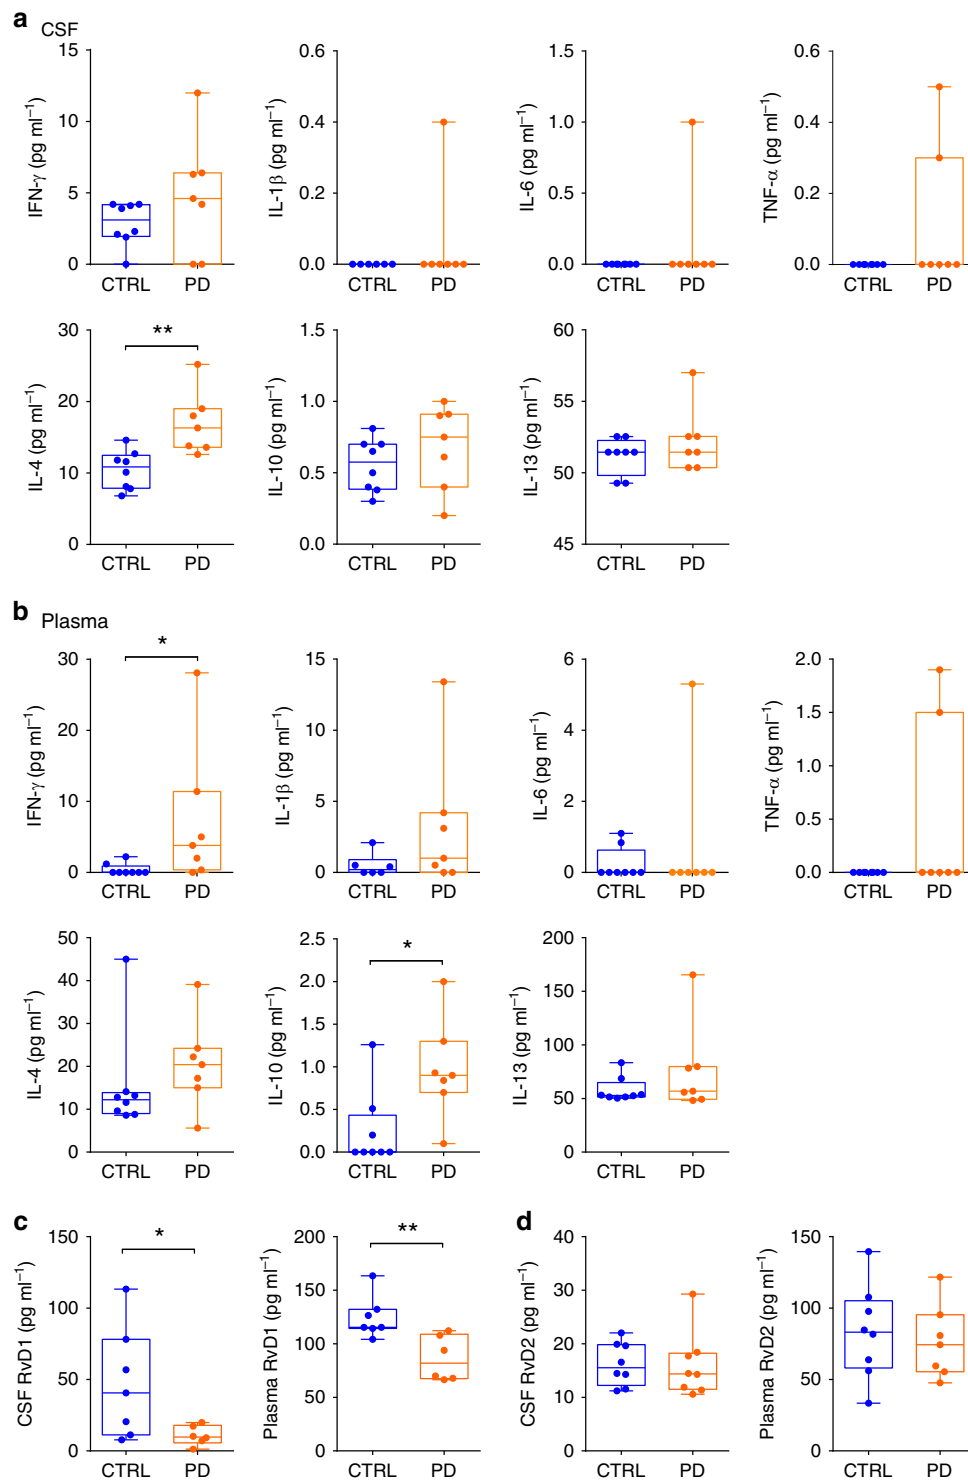 a CSF
IFN-γ (pg ml⁻¹)
15
10
5
0
CTRL PD
IL-1β (pg ml⁻¹)
0.6
0.4
0.2
0.0
CTRL PD
IL-6 (pg ml⁻¹)
1.5
1.0
0.5
0.0
CTRL PD
TNF-α (pg ml⁻¹)
0.6
0.4
0.2
0.0
CTRL PD
IL-4 (pg ml⁻¹)
30
20
10
0
**
CTRL PD
IL-10 (pg ml⁻¹)
1.5
1.0
0.5
0.0
CTRL PD
IL-13 (pg ml⁻¹)
60
55
50
45
CTRL PD
b Plasma
IFN-γ (pg ml⁻¹)
30
20
10
0
*
CTRL PD
IL-1β (pg ml⁻¹)
15
10
5
0
CTRL PD
IL-6 (pg ml⁻¹)
6
4
2
0
CTRL PD
TNF-α (pg ml⁻¹)
2.0
1.5
1.0
0.5
0.0
CTRL PD
IL-4 (pg ml⁻¹)
50
40
30
20
10
0
CTRL PD
IL-10 (pg ml⁻¹)
2.5
2.0
1.5
1.0
0.5
0.0
*
CTRL PD
IL-13 (pg ml⁻¹)
200
150
100
50
0
CTRL PD
c
CSF RvD1 (pg ml⁻¹)
150
100
50
0
*
CTRL PD
Plasma RvD1 (pg ml⁻¹)
200
150
100
50
0
**
CTRL PD
d
CSF RvD2 (pg ml⁻¹)
40
30
20
10
0
CTRL PD
Plasma RvD2 (pg ml⁻¹)
150
100
50
0
CTRL PD